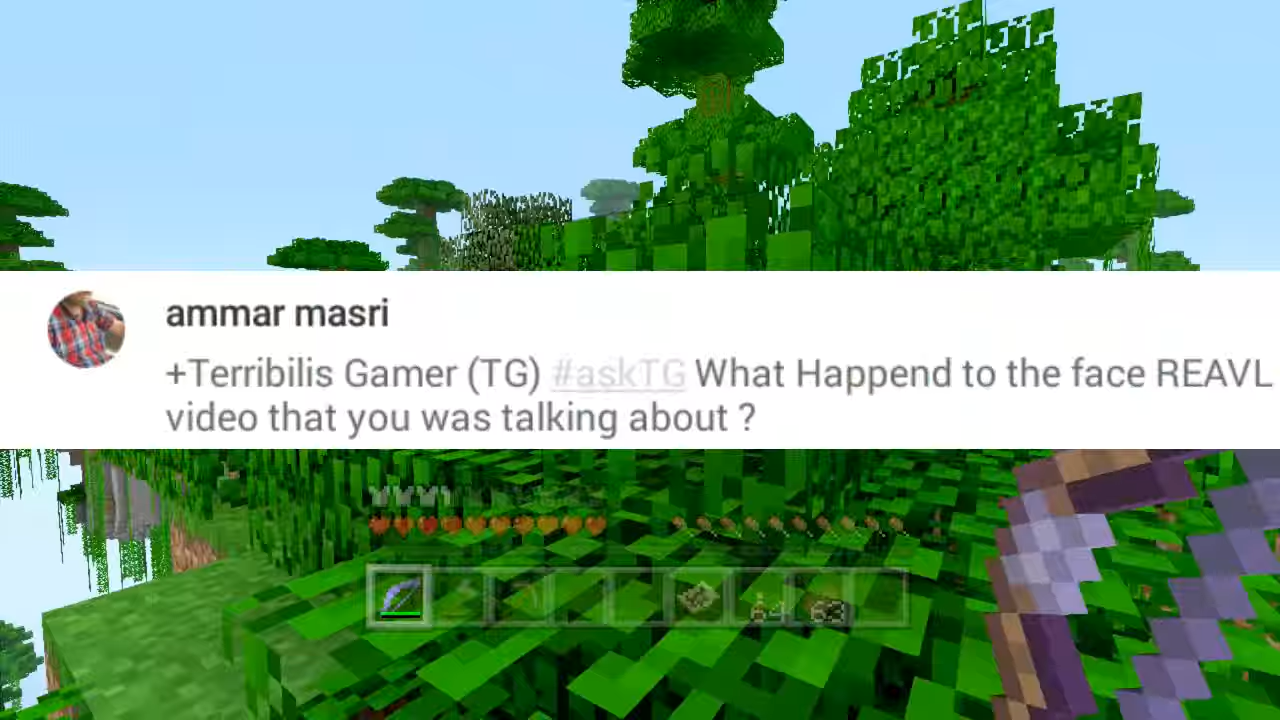 ammar masri
+Terribilis Gamer (TG) #askTG What Happend to the face REAVL
video that you was talking about ?